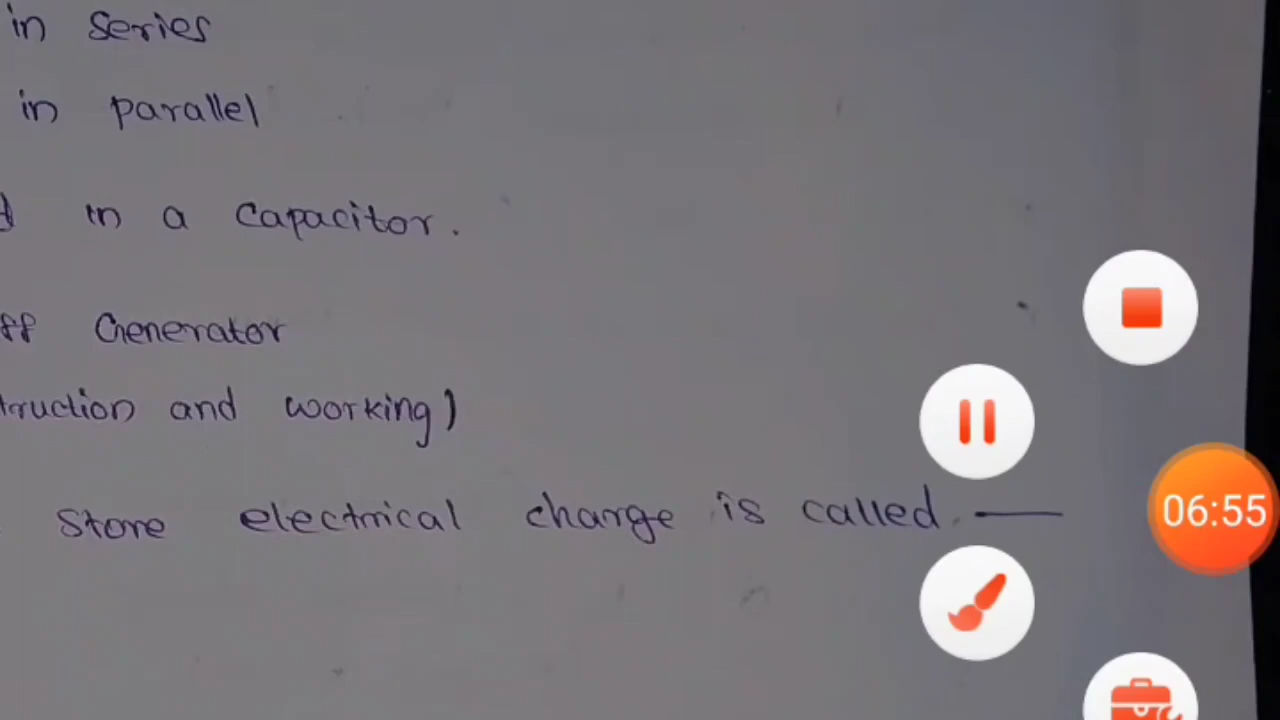 in series
in parallel
in a capacitor.
Generator
and working)
store electrical charge is called —
06:55